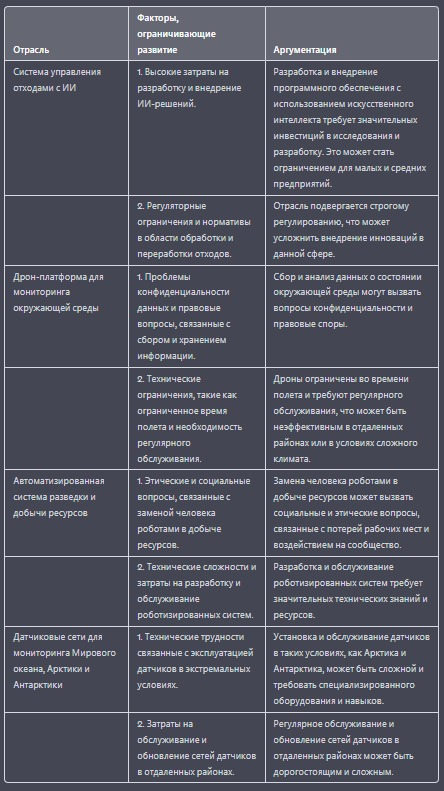 Отрасль
Факторы,
ограничивающие
развитие
Аргументация
Система управления
отходами с ИИ
1. Высокие затраты на
разработку и внедрение
ИИ-решений.
Разработка и внедрение
программного обеспечения с
использованием искусственного
интеллекта требует значительных
инвестиций в исследования и
разработку. Это может стать
ограничением для малых и средних
предприятий.
2. Регуляторные
ограничения и нормативы
в области обработки и
переработки отходов.
Отрасль подвергается строгому
регулированию, что может
усложнить внедрение инноваций в
данной сфере.
Дрон-платформа для
мониторинга
окружающей среды
1. Проблемы
конфиденциальности
данных и правовые
вопросы, связанные с
сбором и хранением
информации.
Сбор и анализ данных о состоянии
окружающей среды могут вызвать
вопросы конфиденциальности и
правовые споры.
2. Технические
ограничения, такие как
ограниченное время
полета и необходимость
регулярного
обслуживания.
Дроны ограничены во времени
полета и требуют регулярного
обслуживания, что может быть
неэффективным в отдаленных
районах или в условиях сложного
климата.
Автоматизированная
система разведки и
добычи ресурсов
1. Этические и социальные
вопросы, связанные с
заменой человека
роботами в добыче
ресурсов.
Замена человека роботами в
добыче ресурсов может вызвать
социальные и этические вопросы,
связанные с потерей рабочих мест и
воздействием на сообщество.
2. Технические сложности и
затраты на разработку и
обслуживание
роботизированных систем.
Разработка и обслуживание
роботизированных систем требует
значительных технических знаний и
ресурсов.
Датчиковые сети для
мониторинга Мирового
океана, Арктики и
Антарктики
1. Технические трудности
связанные с эксплуатацией
датчиков в экстремальных
условиях.
Установка и обслуживание датчиков
в таких условиях, как Арктика и
Антарктика, может быть сложной и
требовать специализированного
оборудования и навыков.
2. Затраты на
обслуживание и
обновление сетей датчиков
в отдаленных районах.
Регулярное обслуживание и
обновление сетей датчиков в
отдаленных районах может быть
дорогостоящим и сложным.